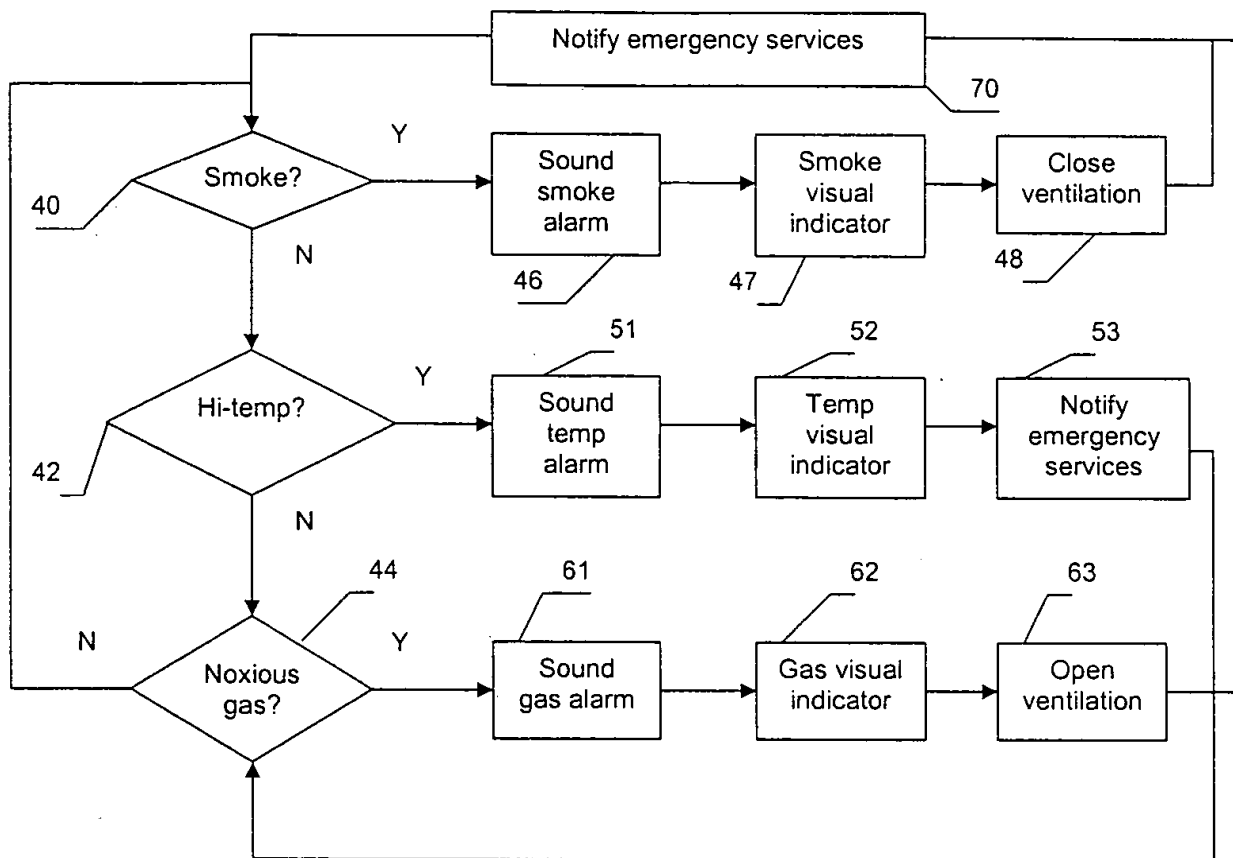 Notify emergency services
70
Y
Smoke?
Sound
smoke
alarm
Smoke
visual
indicator
Close
ventilation
40
N
46
47
48
51
52
53
Y
Hi-temp?
Sound
temp
alarm
Temp
visual
indicator
Notify
emergency
services
42
N
44
61
62
63
N
Y
Noxious
gas?
Sound
gas alarm
Gas visual
indicator
Open
ventilation